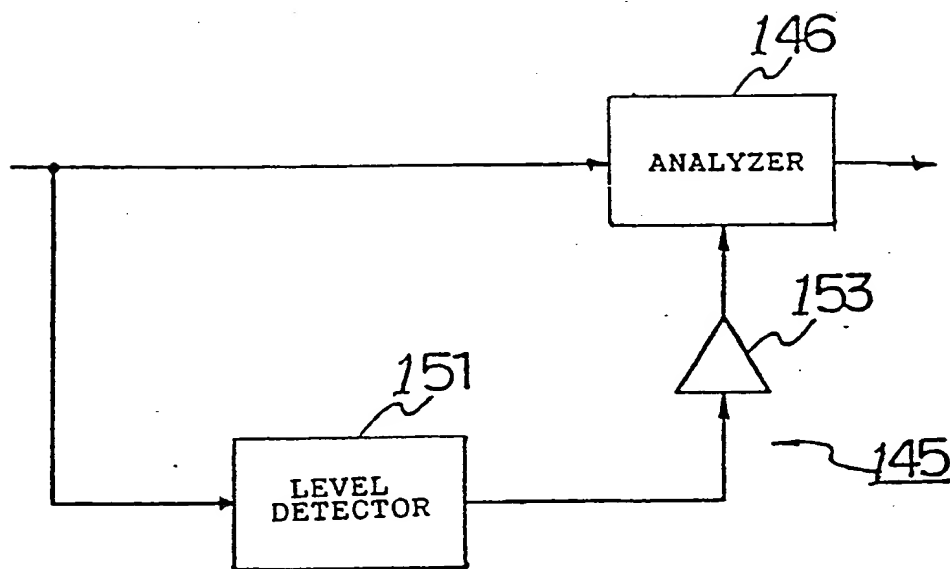 146
ANALYZER
153
151
LEVEL
DETECTOR
145